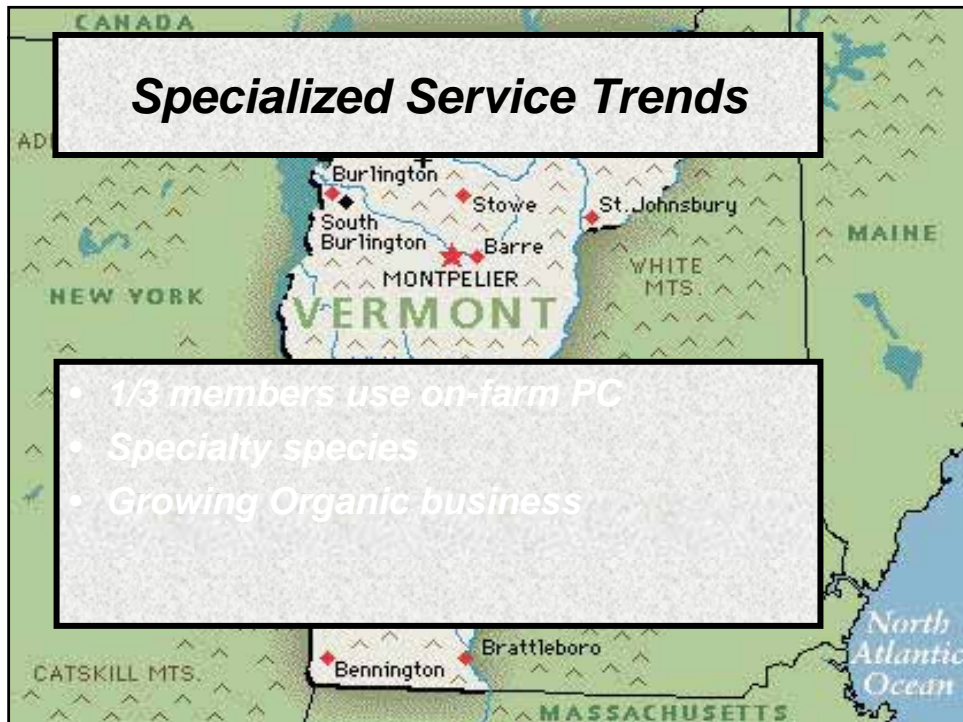 CANADA
Specialized Service Trends
Burlington
Stowe
St. Johnsbury
South
Burlington
Barre
MAINE
MONTPELIER
WHITE
MTS.
NEW YORK
VERMONT
• 1/3 members use on-farm PC
• Specialty species
• Growing Organic business
North
Atlantic
Ocean
Brattleboro
Bennington
CATSKILL MTS.
MASSACHUSETTS